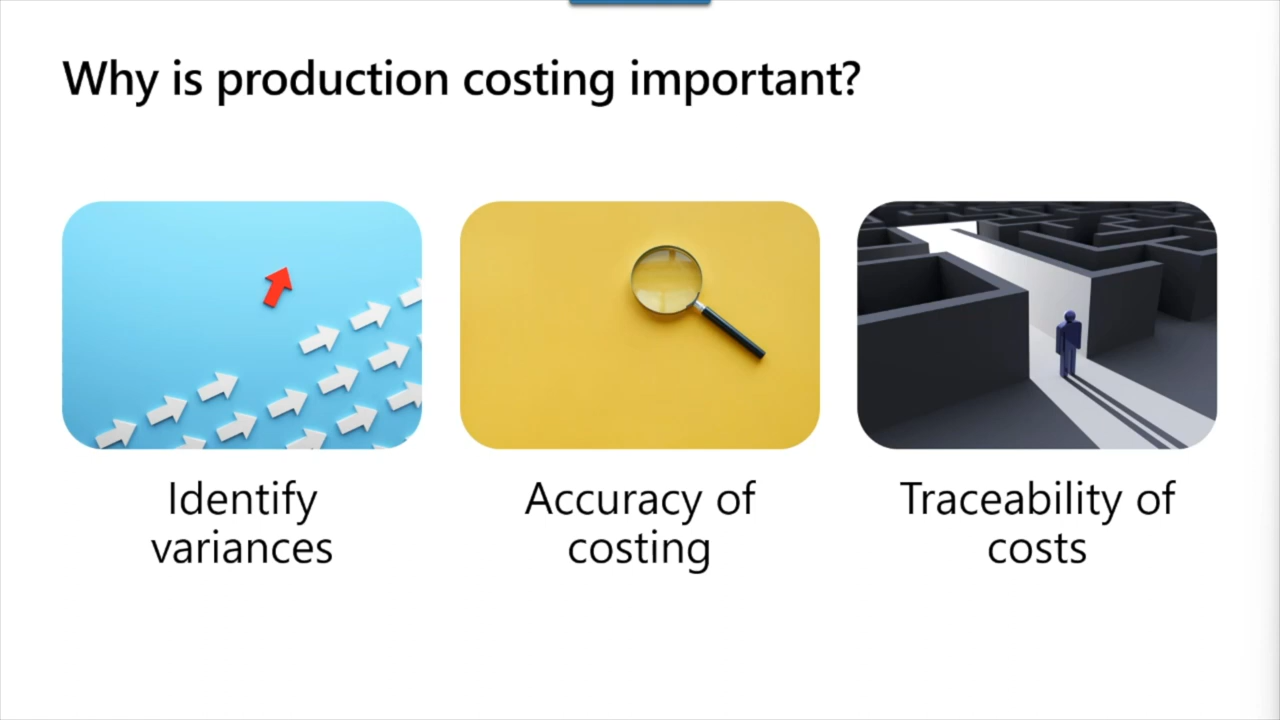 Why is production costing important?
Identify
variances
Accuracy of
costing
Traceability of
costs